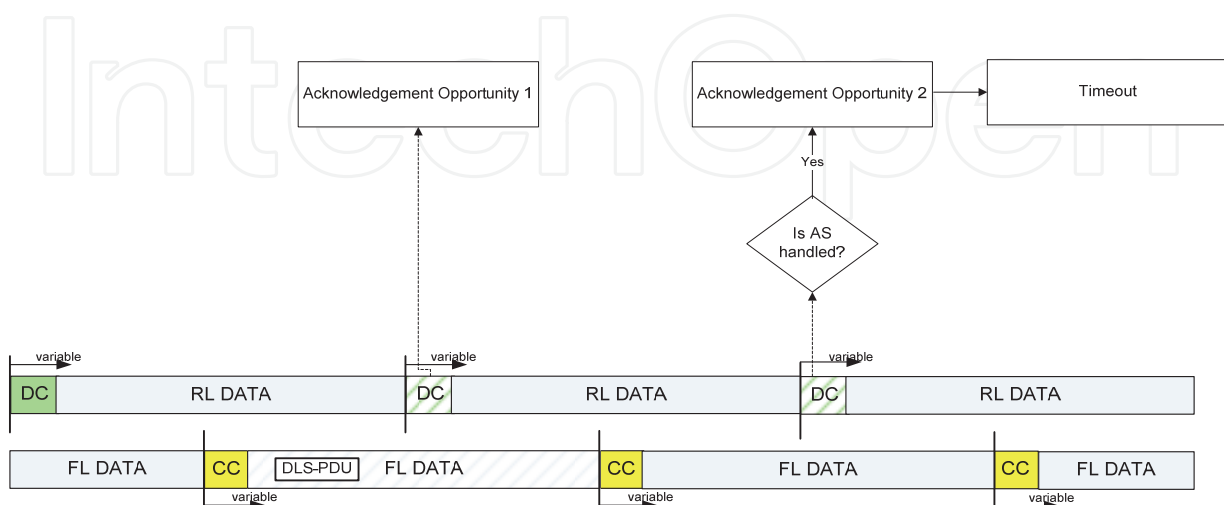 IntechOpen
Acknowledgement Opportunity 1
Acknowledgement Opportunity 2
Timeout
Yes
Is AS
handled?
variable
variable
variable
DC
RL DATA
DC
RL DATA
DC
RL DATA
FL DATA
CC
DLS-PDU
FL DATA
CC
FL DATA
CC
FL DATA
variable
variable
variable